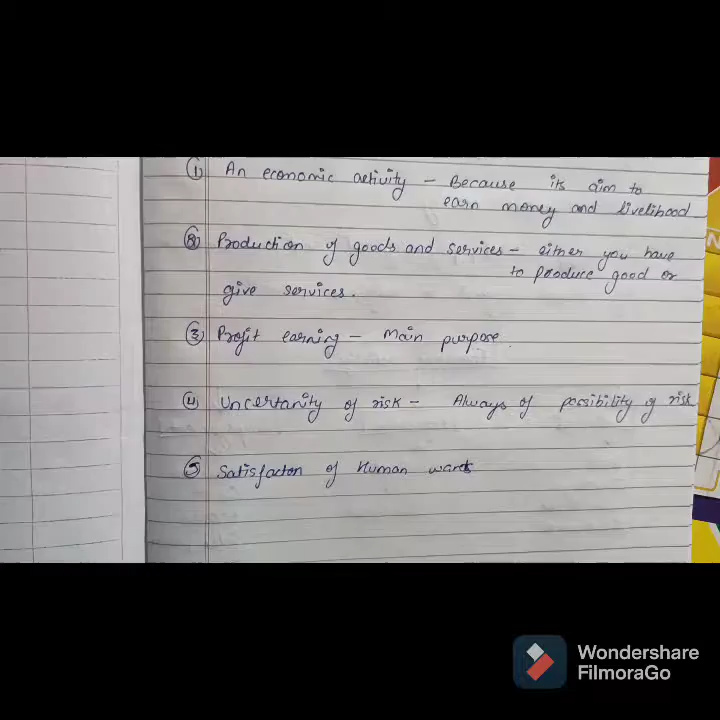 ① An economic activity - Because its aim to
earn money and livelihood
② Production of goods and services - either you have
to produce good or
give services.
③ Profit earning - Main purpose.
④ Uncertanity of risk - Always of possibility of risk
⑤ Satisfacton of Human wants
Wondershare
FilmoraGo